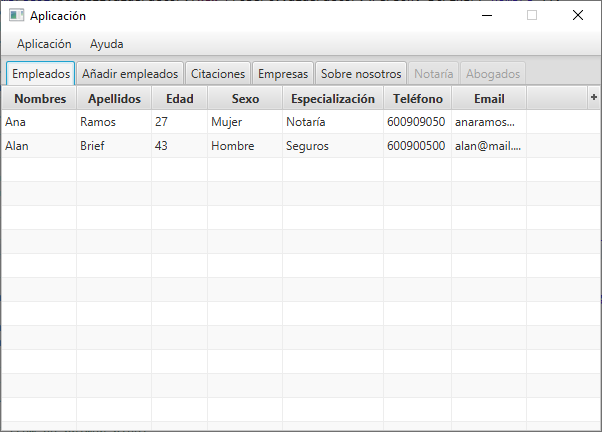 Aplicación
Aplicación Ayuda
Empleados Añadir empleados Citaciones Empresas Sobre nosotros Notaría Abogados
Nombres Apellidos Edad Sexo Especialización Teléfono Email +
Ana Ramos 27 Mujer Notaría 600909050 anaramos...
Alan Brief 43 Hombre Seguros 600900500 alan@mail....